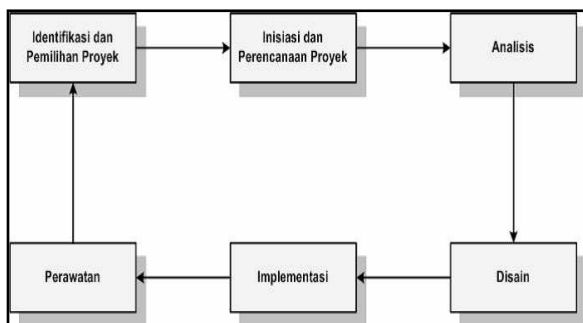 Identifikasi dan
Pemilihan Proyek
Inisiasi dan
Perencanaan Proyek
Analisis
Disain
Implementasi
Perawatan